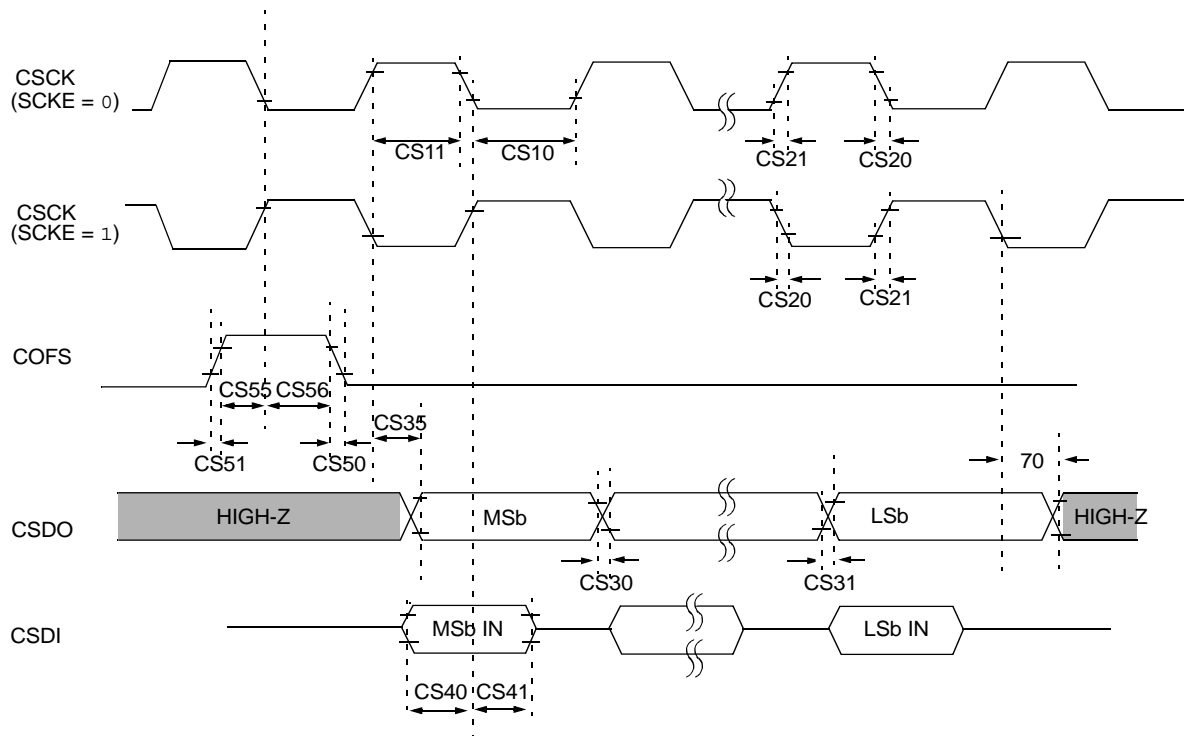 CSCK
(SCKE = 0)
CS11
CS10
CS21
CS20
CSCK
(SCKE = 1)
CS20
CS21
COFS
CS55
CS56
CS35
CS51
CS50
70
CSDO
HIGH-Z
MSb
LSb
HIGH-Z
CS30
CS31
CSDI
MSb IN
LSb IN
CS40
CS41